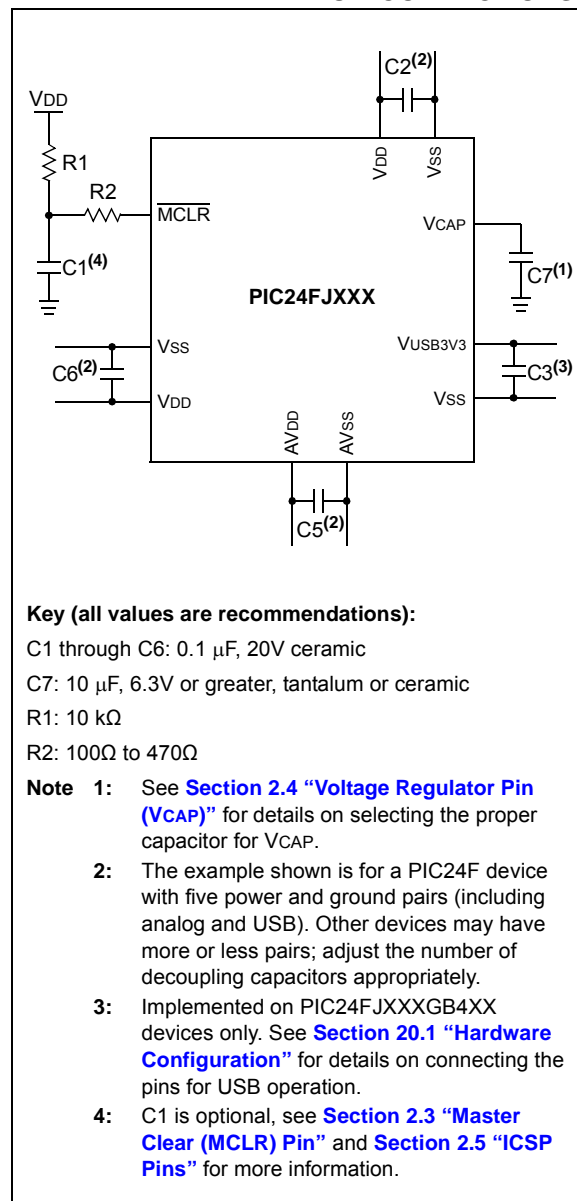 C2(2)
VDD
R1
R2
VDD
VSS
MCLR
VCAP
C1(4)
C7(1)
PIC24FJXXX
VSS
VUSB3V3
C6(2)
C3(3)
VDD
VSS
AVDD
AVSS
C5(2)
Key (all values are recommendations):
C1 through C6: 0.1 μF, 20V ceramic
C7: 10 μF, 6.3V or greater, tantalum or ceramic
R1: 10 kΩ
R2: 100Ω to 470Ω
Note 1: See Section 2.4 “Voltage Regulator Pin
(VCAP)” for details on selecting the proper
capacitor for VCAP.
2: The example shown is for a PIC24F device
with five power and ground pairs (including
analog and USB). Other devices may have
more or less pairs; adjust the number of
decoupling capacitors appropriately.
3: Implemented on PIC24FJXXXGB4XX
devices only. See Section 20.1 “Hardware
Configuration” for details on connecting the
pins for USB operation.
4: C1 is optional, see Section 2.3 “Master
Clear (MCLR) Pin” and Section 2.5 “ICSP
Pins” for more information.